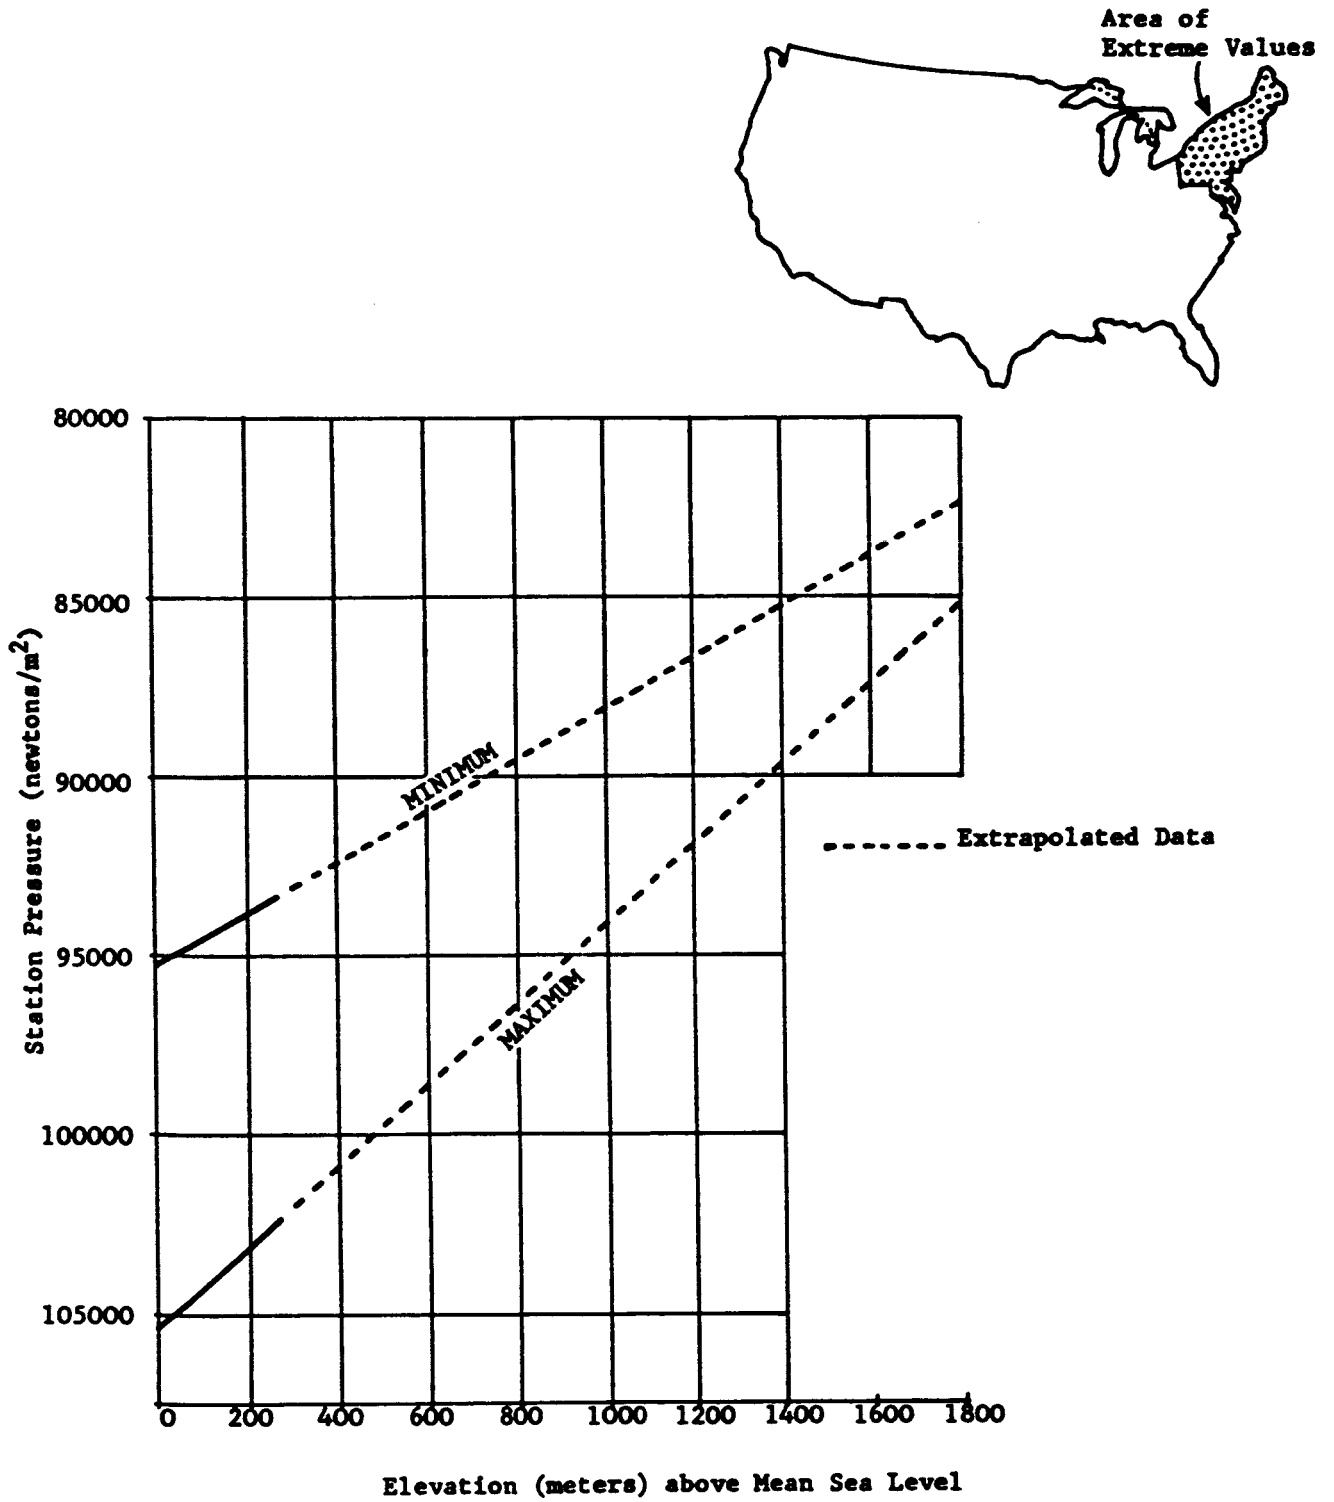 Area of
Extreme Values
80000
85000
90000
95000
100000
105000
Station Pressure (newtons/m²)
MINIMUM
MAXIMUM
Extrapolated Data
0 200 400 600 800 1000 1200 1400 1600 1800
Elevation (meters) above Mean Sea Level